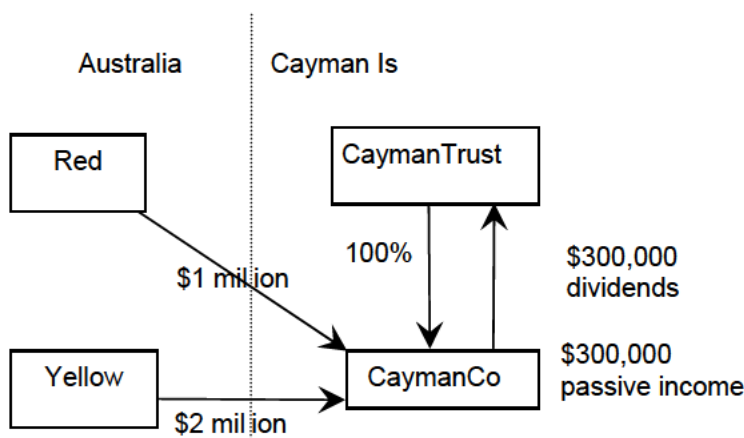 Australia
Cayman Is
Red
CaymanTrust
100%
$300,000
dividends
$1 million
Yellow
CaymanCo
$300,000
passive income
$2 million